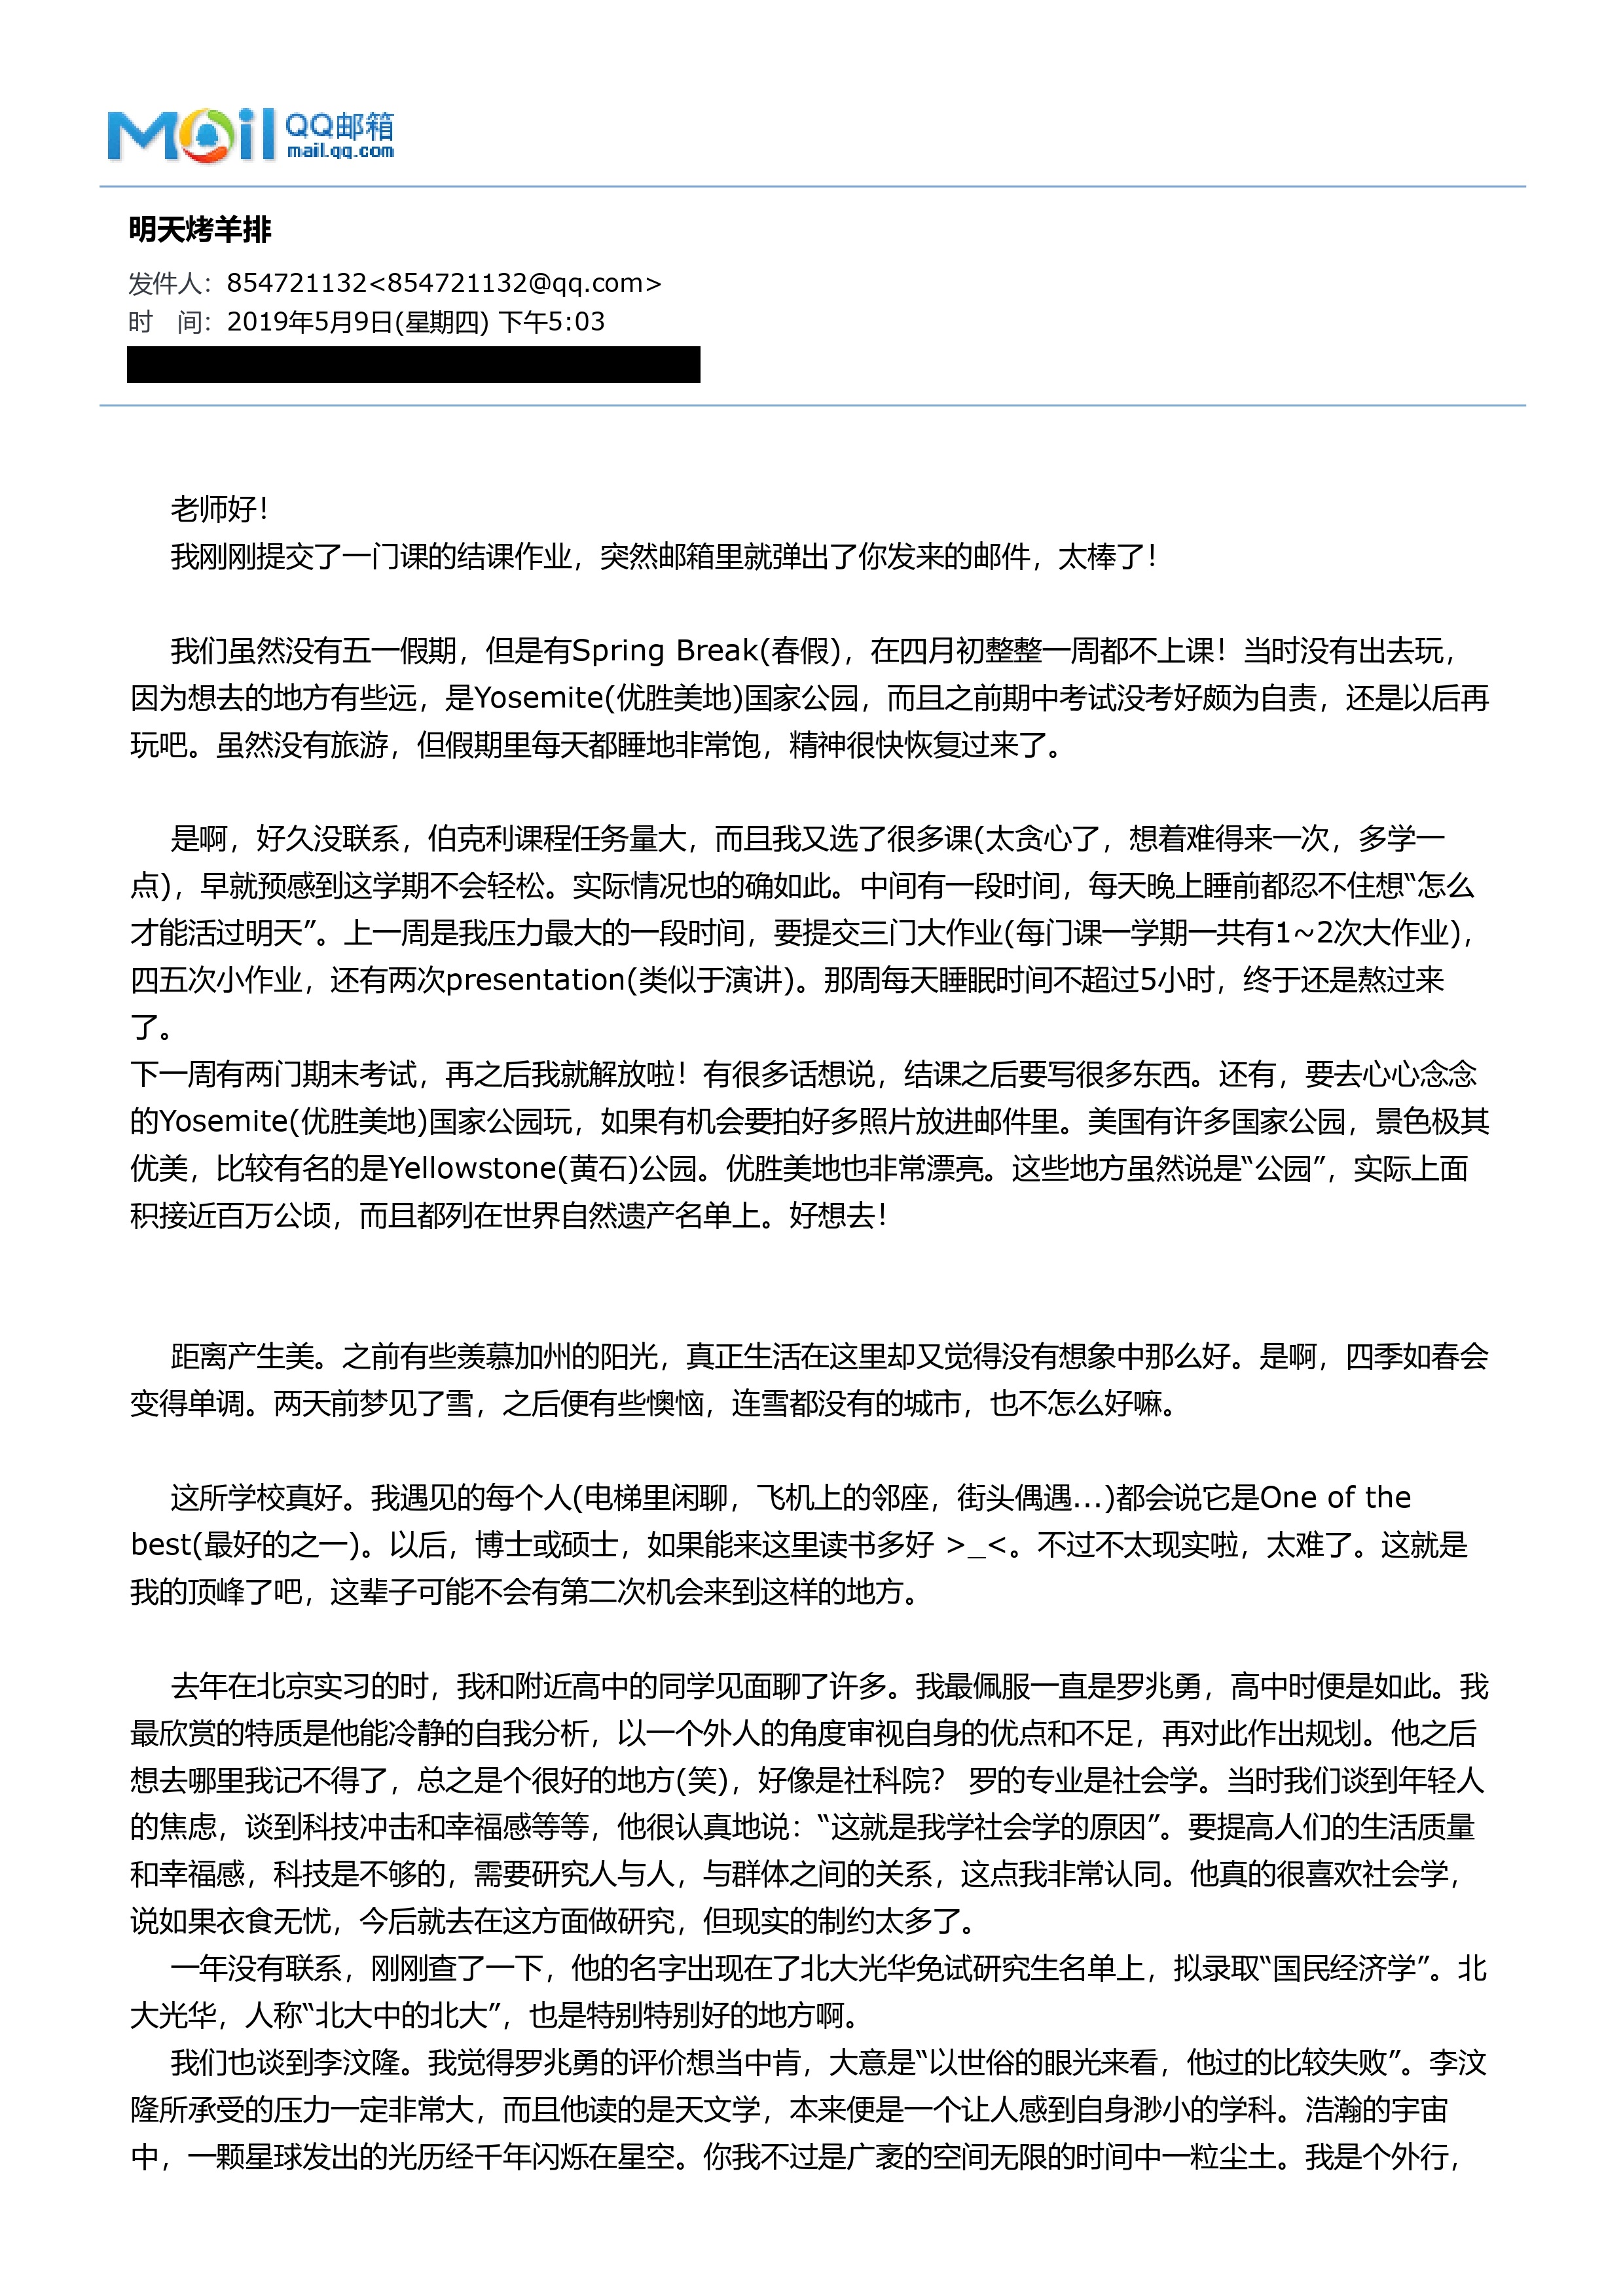 Mail QQ邮箱
mail.qq.com
明天烤羊排
发件人：854721132<854721132@qq.com>
时　间：2019年5月9日(星期四) 下午5:03
老师好！
我刚刚提交了一门课的结课作业，突然邮箱里就弹出了你发来的邮件，太棒了！
我们虽然没有五一假期，但是有Spring Break(春假)，在四月初整整一周都不上课！当时没有出去玩，
因为想去的地方有些远，是Yosemite(优胜美地)国家公园，而且之前期中考试没考好颇为自责，还是以后再
玩吧。虽然没有旅游，但假期里每天都睡地非常饱，精神很快恢复过来了。
是啊，好久没联系，伯克利课程任务量大，而且我又选了很多课(太贪心了，想着难得来一次，多学一
点)，早就预感到这学期不会轻松。实际情况也的确如此。中间有一段时间，每天晚上睡前都忍不住想“怎么
才能活过明天”。上一周是我压力最大的一段时间，要提交三门大作业(每门课一学期一共有1~2次大作业)，
四五次小作业，还有两次presentation(类似于演讲)。那周每天睡眠时间不超过5小时，终于还是熬过来
了。
下一周有两门期末考试，再之后我就解放啦！有很多话想说，结课之后要写很多东西。还有，要去心心念念
的Yosemite(优胜美地)国家公园玩，如果有机会要拍好多照片放进邮件里。美国有许多国家公园，景色极其
优美，比较有名的是Yellowstone(黄石)公园。优胜美地也非常漂亮。这些地方虽然说是“公园”，实际上面
积接近百万公顷，而且都列在世界自然遗产名单上。好想去！
距离产生美。之前有些羡慕加州的阳光，真正生活在这里却又觉得没有想象中那么好。是啊，四季如春会
变得单调。两天前梦见了雪，之后便有些懊恼，连雪都没有的城市，也不怎么好嘛。
这所学校真好。我遇见的每个人(电梯里闲聊，飞机上的邻座，街头偶遇...)都会说它是One of the
best(最好的之一)。以后，博士或硕士，如果能来这里读书多好 >_<。不过不太现实啦，太难了。这就是
我的顶峰了吧，这辈子可能不会有第二次机会来到这样的地方。
去年在北京实习的时，我和附近高中的同学见面聊了许多。我最佩服一直是罗兆勇，高中时便是如此。我
最欣赏的特质是他能冷静的自我分析，以一个外人的角度审视自身的优点和不足，再对此作出规划。他之后
想去哪里我记不得了，总之是个很好的地方(笑)，好像是社科院？ 罗的专业是社会学。当时我们谈到年轻人
的焦虑，谈到科技冲击和幸福感等等，他很认真地说：“这就是我学社会学的原因”。要提高人们的生活质量
和幸福感，科技是不够的，需要研究人与人，与群体之间的关系，这点我非常认同。他真的很喜欢社会学，
说如果衣食无忧，今后就去在这方面做研究，但现实的制约太多了。
一年没有联系，刚刚查了一下，他的名字出现在了北大光华免试研究生名单上，拟录取“国民经济学”。北
大光华，人称“北大中的北大”，也是特别特别好的地方啊。
我们也谈到李汶隆。我觉得罗兆勇的评价想当中肯，大意是“以世俗的眼光来看，他过的比较失败”。李汶
隆所承受的压力一定非常大，而且他读的是天文学，本来便是一个让人感到自身渺小的学科。浩瀚的宇宙
中，一颗星球发出的光历经千年闪烁在星空。你我不过是广袤的空间无限的时间中一粒尘土。我是个外行，